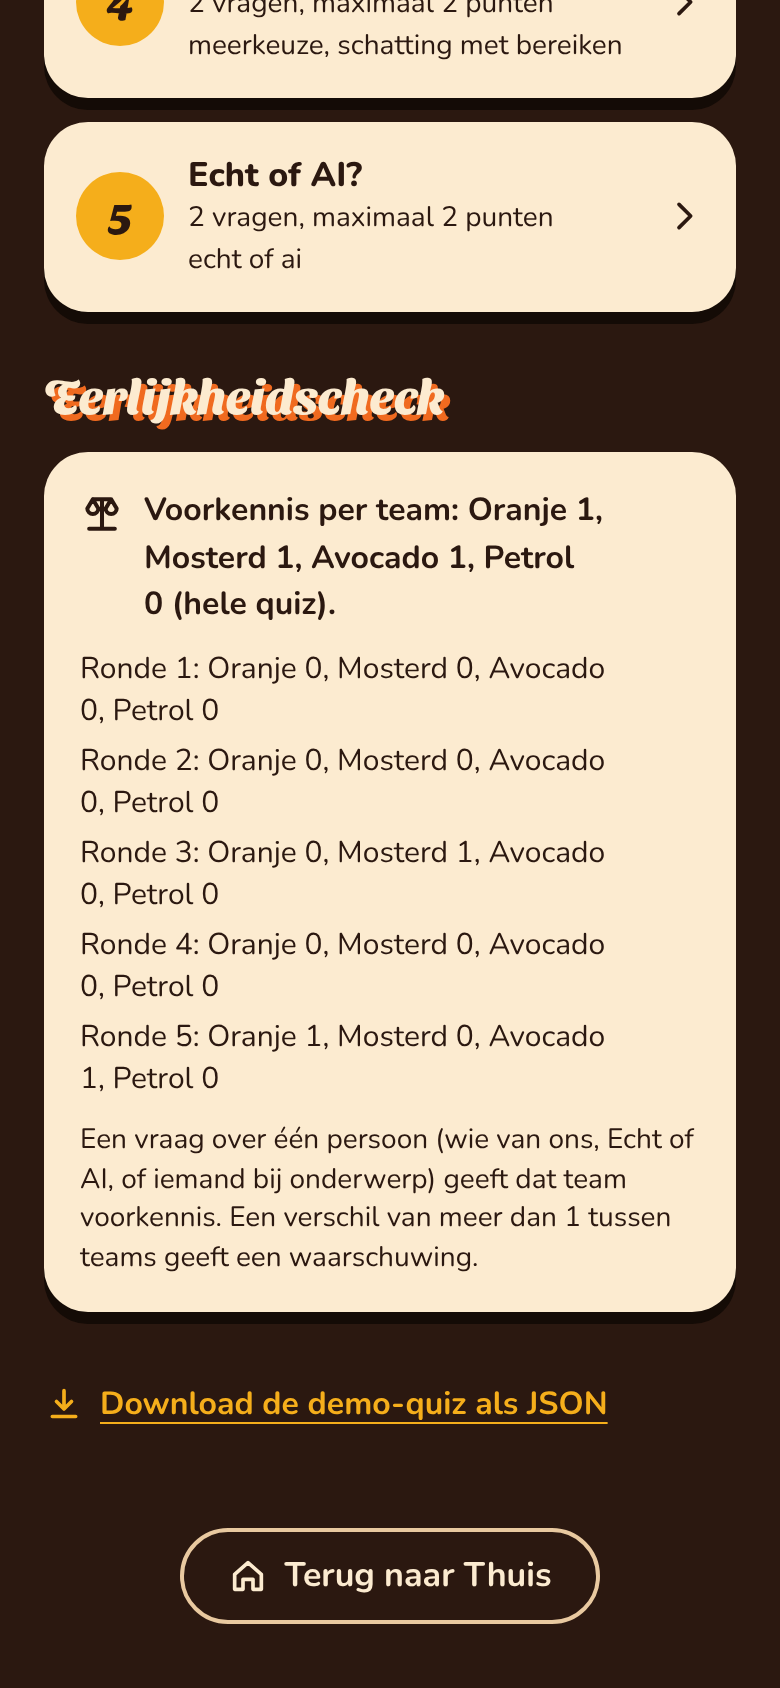 4
2 vragen, maximaal 2 punten
meerkeuze, schatting met bereiken
5
Echt of AI?
2 vragen, maximaal 2 punten
echt of ai
Eerlijkheidscheck
Voorkennis per team: Oranje 1,
Mosterd 1, Avocado 1, Petrol
0 (hele quiz).
Ronde 1: Oranje 0, Mosterd 0, Avocado
0, Petrol 0
Ronde 2: Oranje 0, Mosterd 0, Avocado
0, Petrol 0
Ronde 3: Oranje 0, Mosterd 1, Avocado
0, Petrol 0
Ronde 4: Oranje 0, Mosterd 0, Avocado
0, Petrol 0
Ronde 5: Oranje 1, Mosterd 0, Avocado
1, Petrol 0
Een vraag over één persoon (wie van ons, Echt of
AI, of iemand bij onderwerp) geeft dat team
voorkennis. Een verschil van meer dan 1 tussen
teams geeft een waarschuwing.
Download de demo-quiz als JSON
Terug naar Thuis